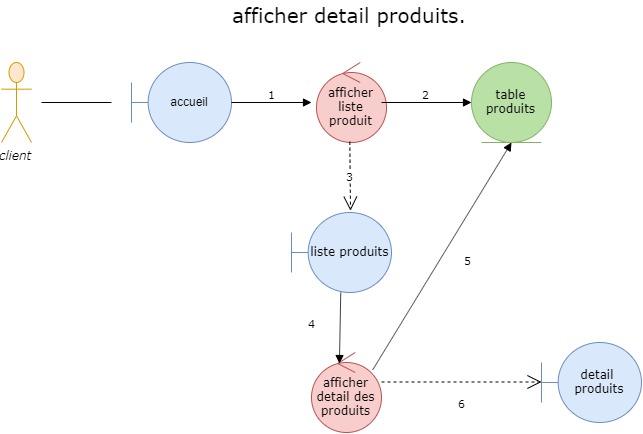 afficher detail produits.
client
accueil
1
afficher
liste
produit
2
table
produits
3
liste produits
4
5
afficher
detail des
produits
6
detail
produits